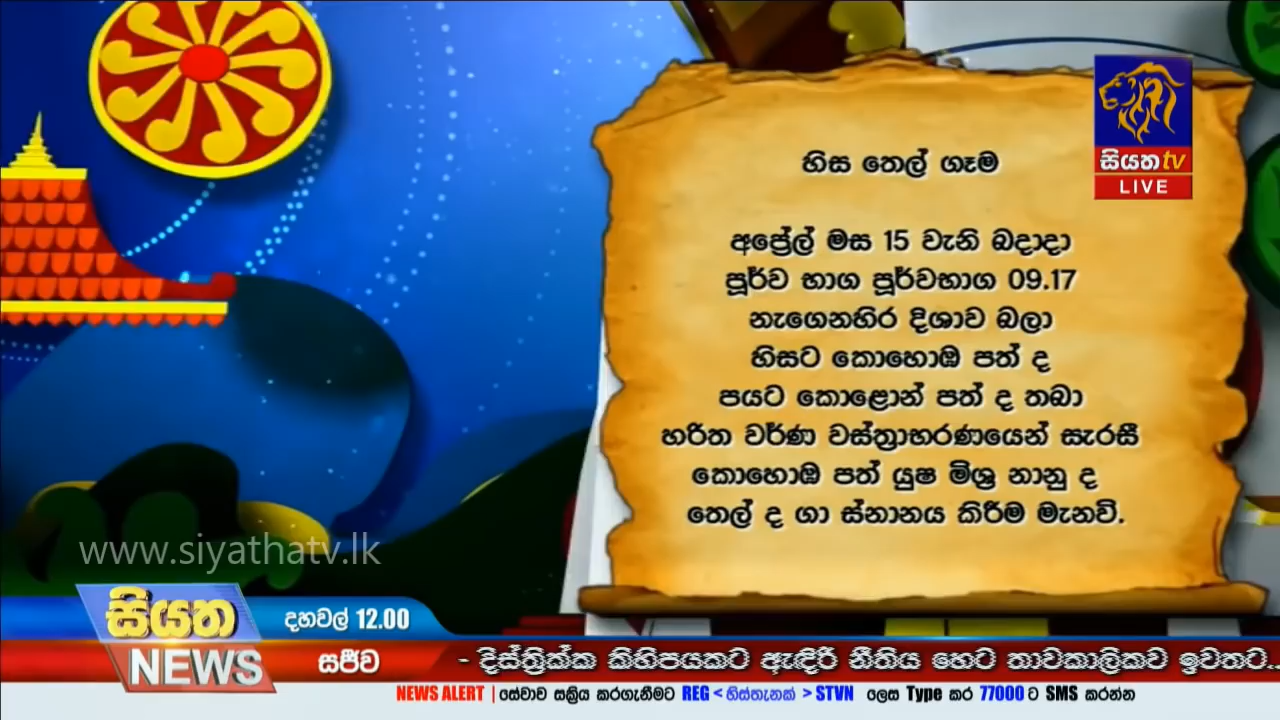 සියත tv
LIVE
හිස තෙල් ගෑම
අප්‍රේල් මස 15 වැනි බදාදා
පූර්ව භාග පූර්වභාග 09.17
නැගෙනහිර දිශාව බලා
හිසට කොහොඹ පත් ද
පයට කොළොන් පත් ද තබා
හරිත වර්ණ වස්ත්‍රාභරණයෙන් සැරසී
කොහොඹ පත් යුෂ මිශ්‍ර නානු ද
තෙල් ද ගා ස්නානය කිරීම මැනවි.
www.siyathatv.lk
සියත NEWS
දහවල් 12.00
සජීව
- දිස්ත්‍රික්ක කිහිපයකට ඇඳිරි නීතිය හෙට තාවකාලිකව ඉවතට..
NEWS ALERT | සේවාව සක්‍රිය කරගැනීමට REG < හිස්තැනක් > STVN ලෙස Type කර 77000 ට SMS කරන්න